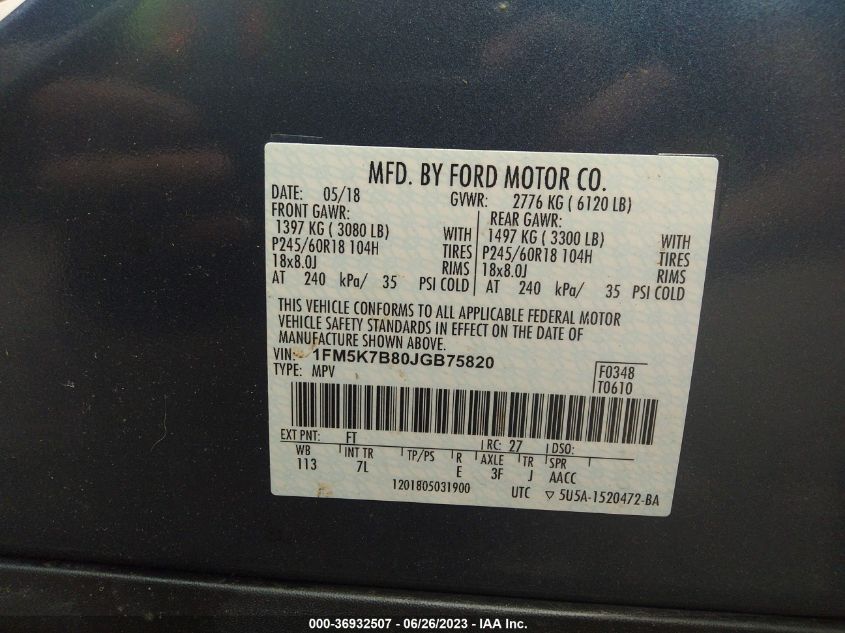 MFD. BY FORD MOTOR CO.
DATE: 05/18 GVWR: 2776 KG ( 6120 LB)
FRONT GAWR: REAR GAWR:
1397 KG ( 3080 LB) WITH 1497 KG ( 3300 LB) WITH
P245/60R18 104H TIRES P245/60R18 104H TIRES
18x8.0J RIMS 18x8.0J RIMS
AT 240 kPa/ 35 PSI COLD AT 240 kPa/ 35 PSI COLD
THIS VEHICLE CONFORMS TO ALL APPLICABLE FEDERAL MOTOR
VEHICLE SAFETY STANDARDS IN EFFECT ON THE DATE OF
MANUFACTURE SHOWN ABOVE.
VIN: 1FM5K7B80JGB75820 F0348
TYPE: MPV T0610
EXT PNT: FT RC: 27 DSO:
WB INT TR TP/PS R AXLE TR SPR
113 7L E 3F J AACC
1201805031900 UTC ▽ 5U5A-1520472-BA
000-36932507 - 06/26/2023 - IAA Inc.